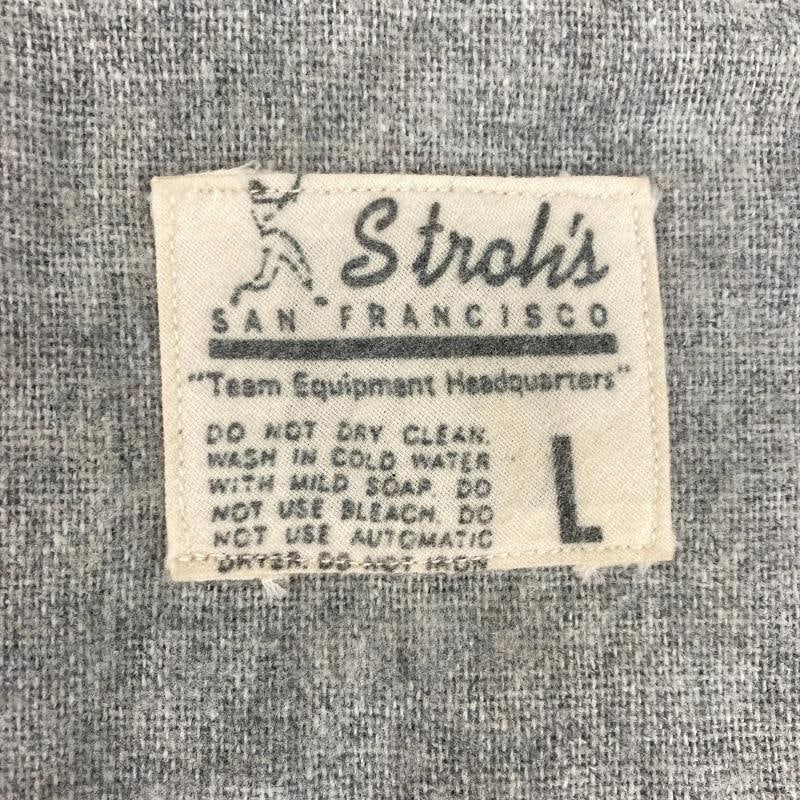 Stroh's
SAN FRANCISCO
"Team Equipment Headquarters"
DO NOT DRY CLEAN.
WASH IN COLD WATER
WITH MILD SOAP. DO
NOT USE BLEACH. DO
NOT USE AUTOMATIC
DRYER. DO NOT IRON
L